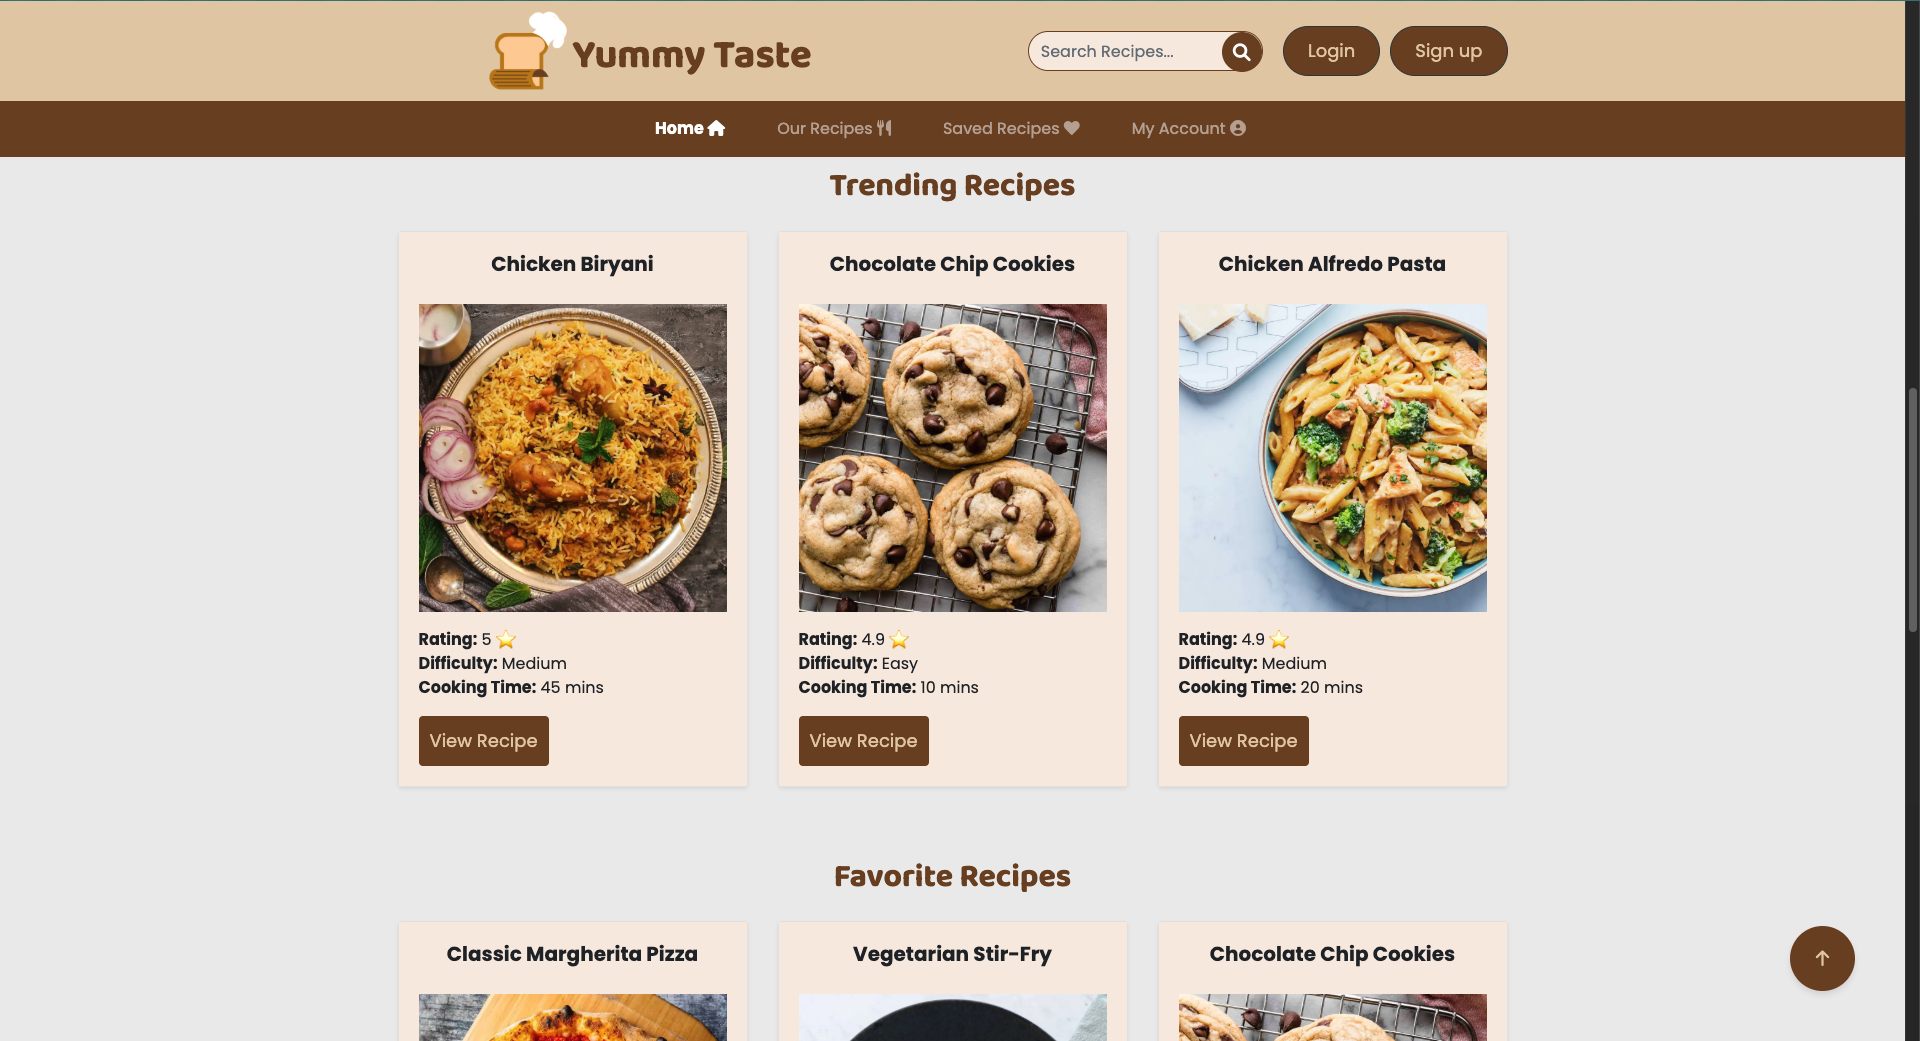 Yummy Taste
Search Recipes...
Login
Sign up
Home
Our Recipes
Saved Recipes
My Account
Trending Recipes
Chicken Biryani
Rating: 5 ⭐
Difficulty: Medium
Cooking Time: 45 mins
View Recipe
Chocolate Chip Cookies
Rating: 4.9 ⭐
Difficulty: Easy
Cooking Time: 10 mins
View Recipe
Chicken Alfredo Pasta
Rating: 4.9 ⭐
Difficulty: Medium
Cooking Time: 20 mins
View Recipe
Favorite Recipes
Classic Margherita Pizza
Vegetarian Stir-Fry
Chocolate Chip Cookies